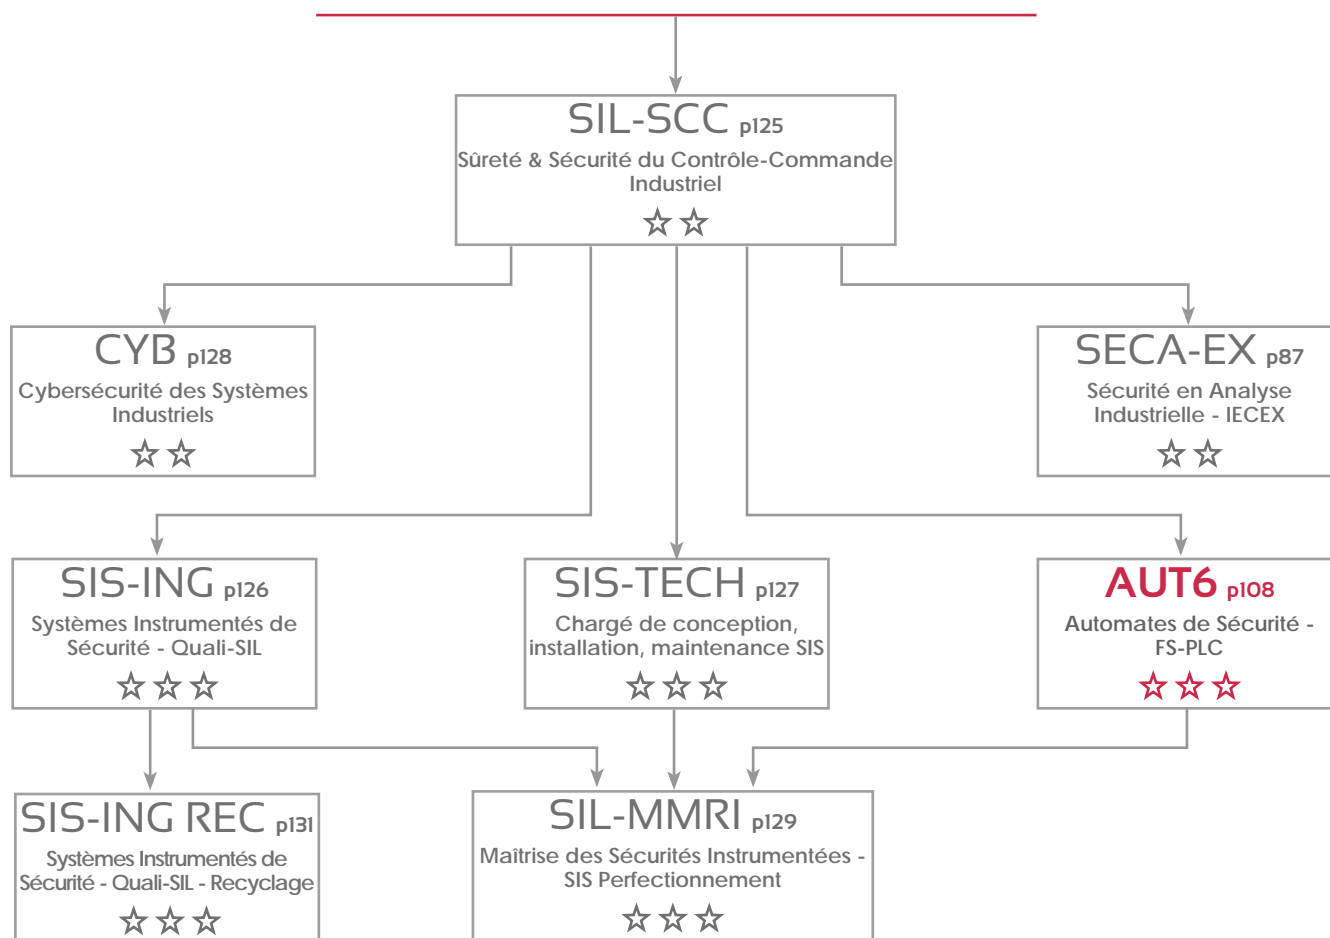 SIL-SCC p125
Sûreté & Sécurité du Contrôle-Commande
Industriel
CYB p128
Cybersécurité des Systèmes
Industriels
SECA-EX p87
Sécurité en Analyse
Industrielle - IECEX
SIS-ING p126
Systèmes Instrumentés de
Sécurité - Quali-SIL
SIS-TECH p127
Chargé de conception,
installation, maintenance SIS
AUT6 p108
Automates de Sécurité -
FS-PLC
SIS-ING REC p131
Systèmes Instrumentés de
Sécurité - Quali-SIL - Recyclage
SIL-MMRI p129
Maîtrise des Sécurités Instrumentées -
SIS Perfectionnement